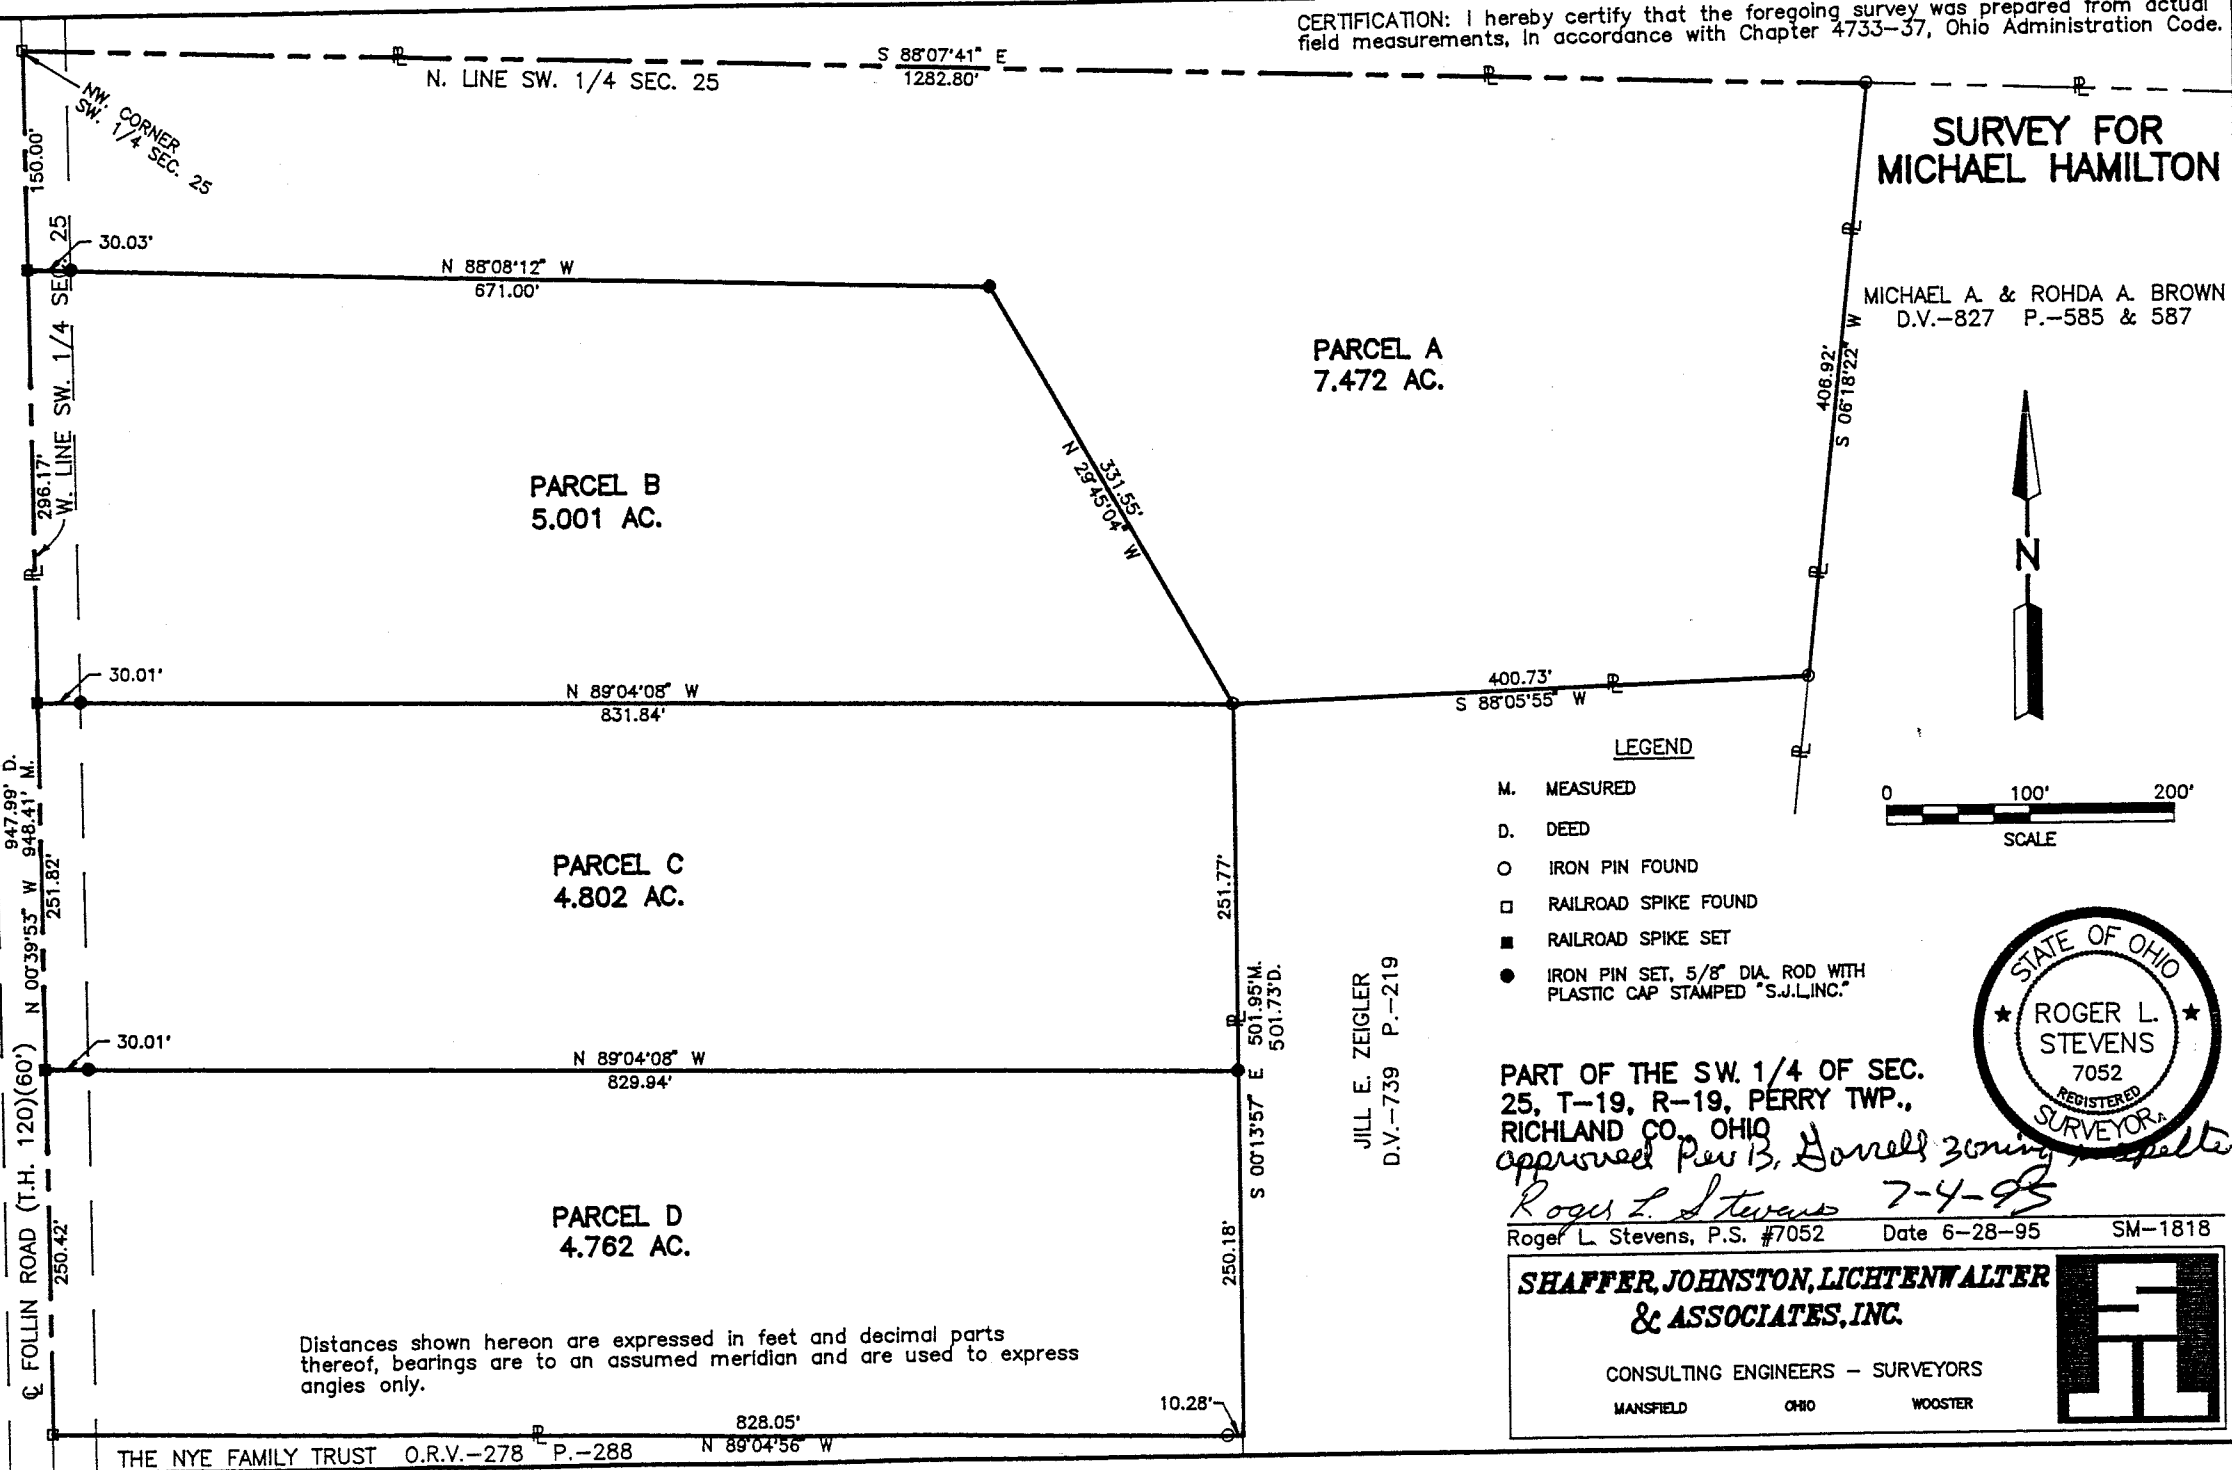 CERTIFICATION: I hereby certify that the foregoing survey was prepared from actual
field measurements, in accordance with Chapter 4733-37, Ohio Administration Code.
S 88°07'41" E
1282.80'
N. LINE SW. 1/4 SEC. 25
NW. CORNER
SW. 1/4 SEC. 25
150.00'
SURVEY FOR
MICHAEL HAMILTON
30.03'
N 88°08'12" W
671.00'
W. LINE SW. 1/4 SEC. 25
296.17'
MICHAEL A. & ROHDA A. BROWN
D.V.-827 P.-585 & 587
PARCEL A
7.472 AC.
406.92'
S 06°18'22" W
331.55'
N 29°45'04" W
PARCEL B
5.001 AC.
N
30.01'
N 89°04'08" W
831.84'
400.73'
S 88°05'55" W
LEGEND
M. MEASURED
D. DEED
IRON PIN FOUND
RAILROAD SPIKE FOUND
RAILROAD SPIKE SET
IRON PIN SET, 5/8" DIA. ROD WITH
PLASTIC CAP STAMPED "S.J.L.INC."
0 100' 200'
SCALE
947.99' D.
N 00°39'53" W 948.41' M.
251.82'
PARCEL C
4.802 AC.
251.77'
501.95'M.
501.73'D.
S 00°13'57" E
JILL E. ZEIGLER
D.V.-739 P.-219
STATE OF OHIO
ROGER L.
STEVENS
7052
REGISTERED
SURVEYOR
30.01'
N 89°04'08" W
829.94'
PART OF THE SW. 1/4 OF SEC.
25, T-19, R-19, PERRY TWP.,
RICHLAND CO., OHIO
approved Per B. Gorrell zoning
Roger L. Stevens 7-4-95
Roger L. Stevens, P.S. #7052 Date 6-28-95 SM-1818
℄ FOLLIN ROAD (T.H. 120)(60')
250.42'
PARCEL D
4.762 AC.
250.18'
SHAFFER, JOHNSTON, LICHTENWALTER
& ASSOCIATES, INC.
CONSULTING ENGINEERS - SURVEYORS
MANSFIELD OHIO WOOSTER
SJL
Distances shown hereon are expressed in feet and decimal parts
thereof, bearings are to an assumed meridian and are used to express
angles only.
10.28'
828.05'
N 89°04'56" W
THE NYE FAMILY TRUST O.R.V.-278 P.-288